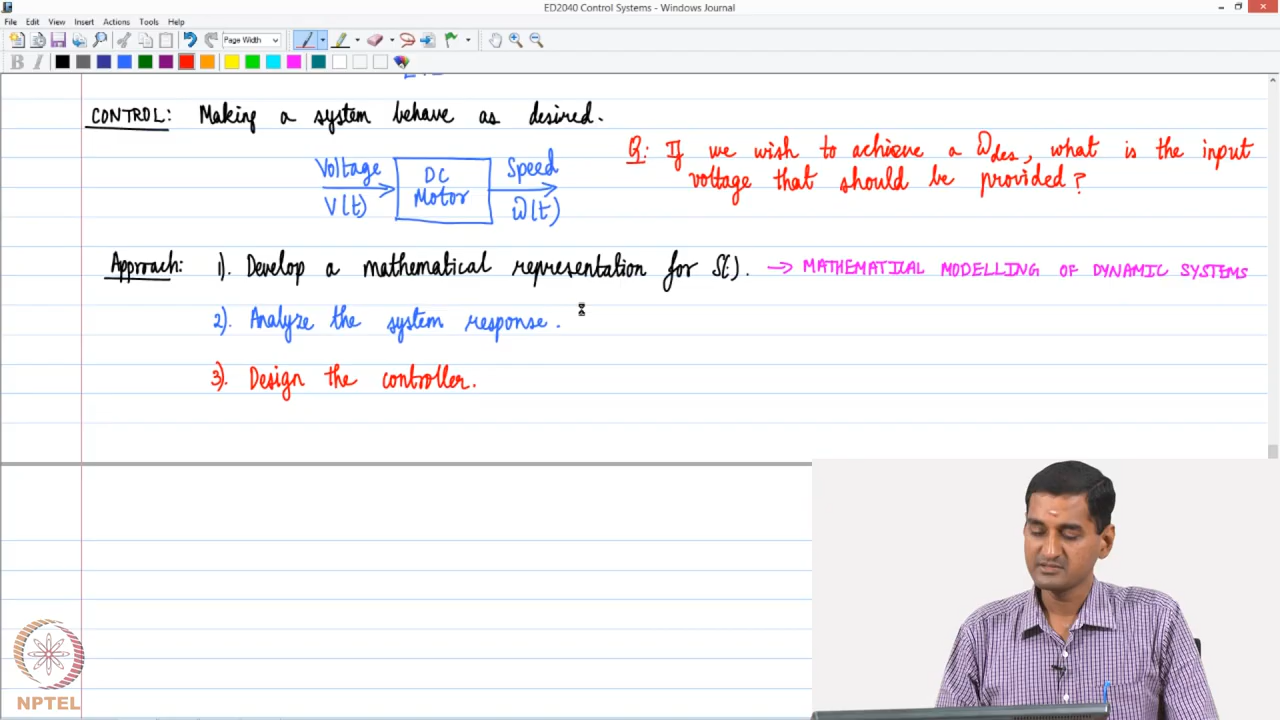 ED2040 Control Systems - Windows Journal
File Edit View Insert Actions Tools Help
Page Width
B I
CONTROL: Making a system behave as desired.
Voltage
V(t)
DC
Motor
Speed
ω(t)
Q: If we wish to achieve a ωdes, what is the input
voltage that should be provided?
Approach: 1). Develop a mathematical representation for S(). → MATHEMATICAL MODELLING OF DYNAMIC SYSTEMS
2). Analyze the system response.
3). Design the controller.
NPTEL